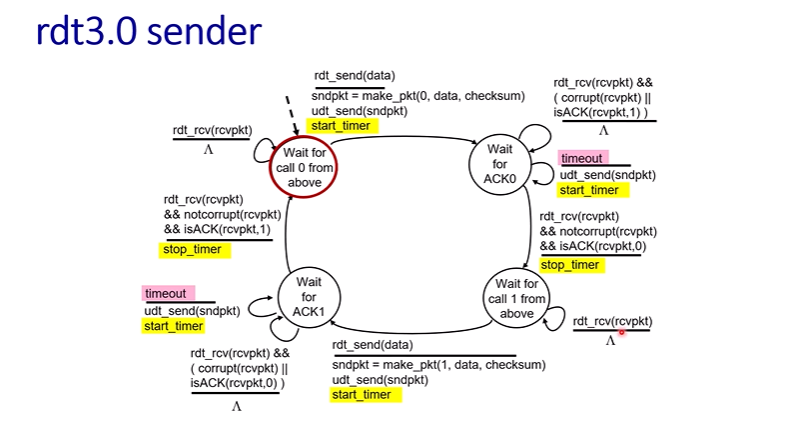 rdt3.0 sender
rdt_send(data)
sndpkt = make_pkt(0, data, checksum)
udt_send(sndpkt)
start_timer
rdt_rcv(rcvpkt) &&
( corrupt(rcvpkt) ||
isACK(rcvpkt,1) )
Λ
rdt_rcv(rcvpkt)
Λ
Wait for
call 0 from
above
Wait
for
ACK0
timeout
udt_send(sndpkt)
start_timer
rdt_rcv(rcvpkt)
&& notcorrupt(rcvpkt)
&& isACK(rcvpkt,1)
stop_timer
rdt_rcv(rcvpkt)
&& notcorrupt(rcvpkt)
&& isACK(rcvpkt,0)
stop_timer
timeout
udt_send(sndpkt)
start_timer
Wait
for
ACK1
Wait for
call 1 from
above
rdt_rcv(rcvpkt)
Λ
rdt_rcv(rcvpkt) &&
( corrupt(rcvpkt) ||
isACK(rcvpkt,0) )
Λ
rdt_send(data)
sndpkt = make_pkt(1, data, checksum)
udt_send(sndpkt)
start_timer